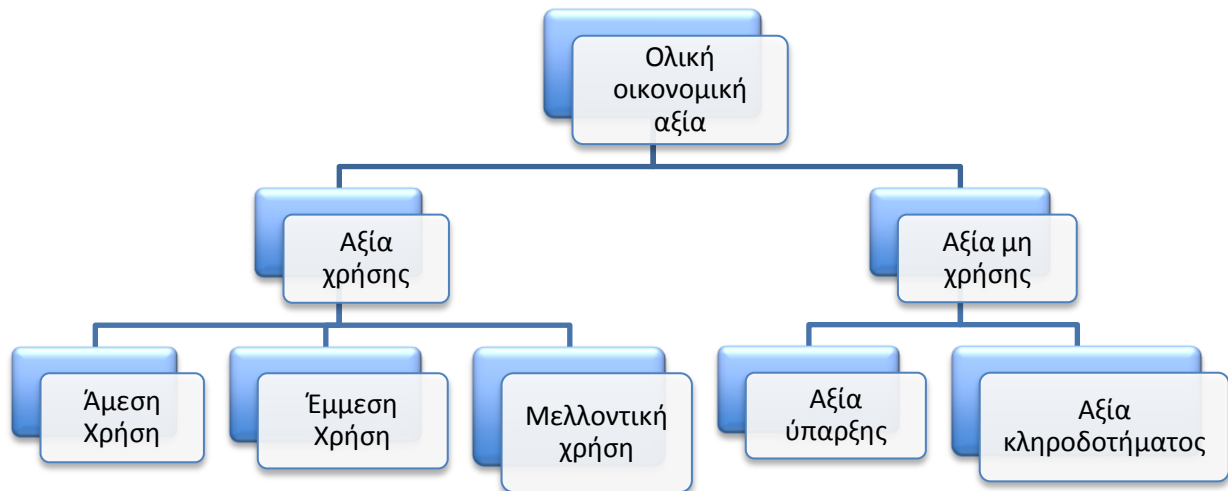 Ολική
οικονομική
αξία
Αξία
χρήσης
Αξία μη
χρήσης
Άμεση
Χρήση
Έμμεση
Χρήση
Μελλοντική
χρήση
Αξία
ύπαρξης
Αξία
κληροδοτήματος